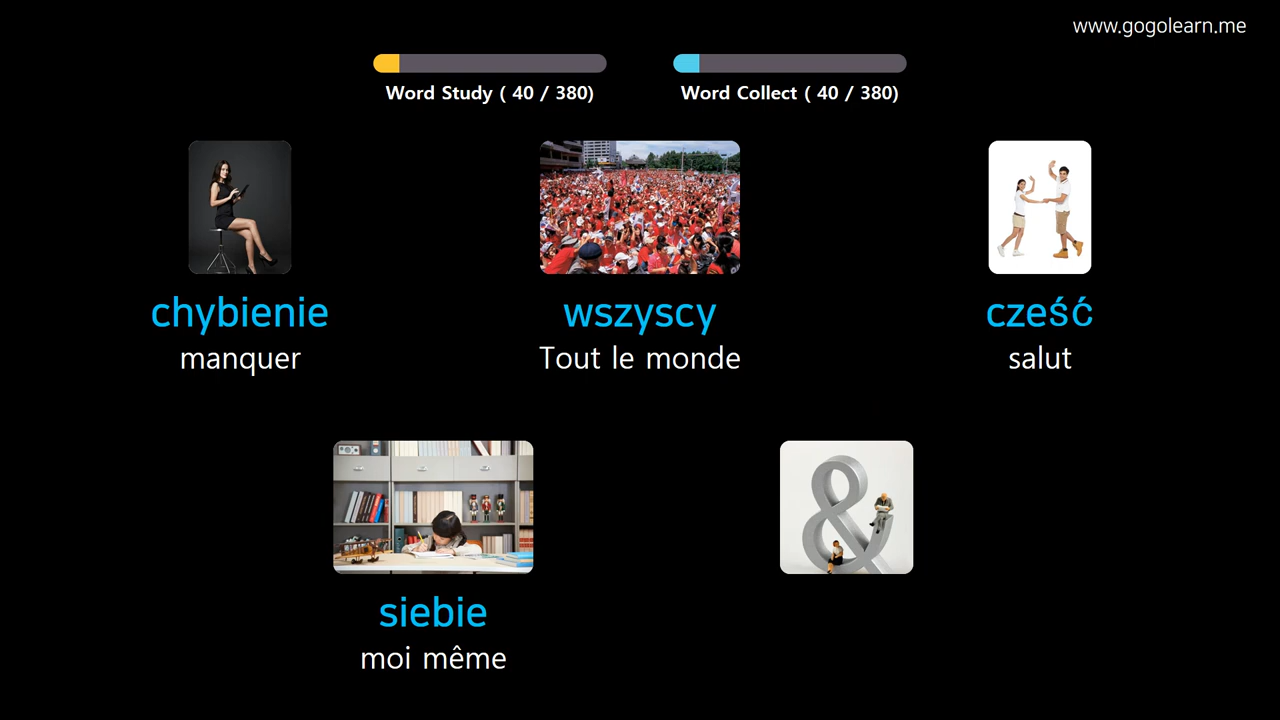 www.gogolearn.me
Word Study ( 40 / 380)
Word Collect ( 40 / 380)
chybienie
manquer
wszyscy
Tout le monde
cześć
salut
siebie
moi même
&